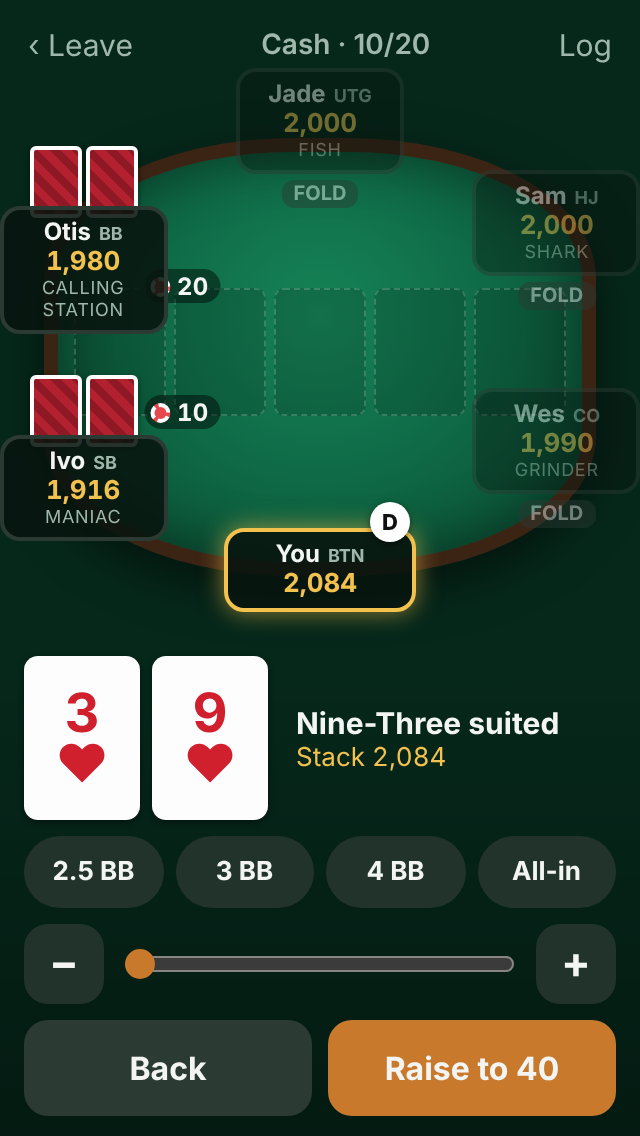 ‹ Leave
Cash · 10/20
Log
Jade UTG
2,000
FISH
FOLD
Sam HJ
2,000
SHARK
FOLD
Otis BB
1,980
CALLING
STATION
20
Ivo SB
1,916
MANIAC
10
Wes CO
1,990
GRINDER
FOLD
D
You BTN
2,084
3
9
Nine-Three suited
Stack 2,084
2.5 BB
3 BB
4 BB
All-in
−
+
Back
Raise to 40